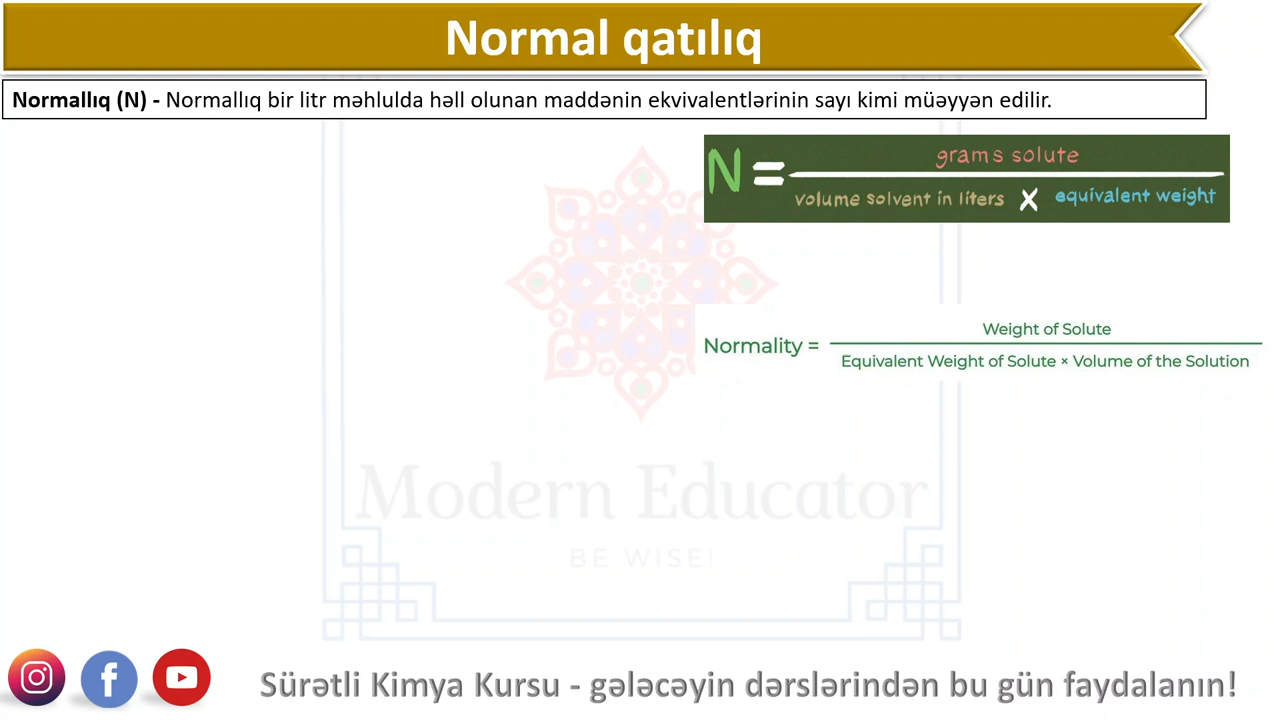 Normal qatılıq
Normallıq (N) - Normallıq bir litr məhlulda həll olunan maddənin ekvivalentlərinin sayı kimi müəyyən edilir.
N = grams solute
volume solvent in liters X equivalent weight
Normality = Weight of Solute
Equivalent Weight of Solute × Volume of the Solution
Modern Educator
BE WISE!
Sürətli Kimya Kursu - gələcəyin dərslərindən bu gün faydalanın!